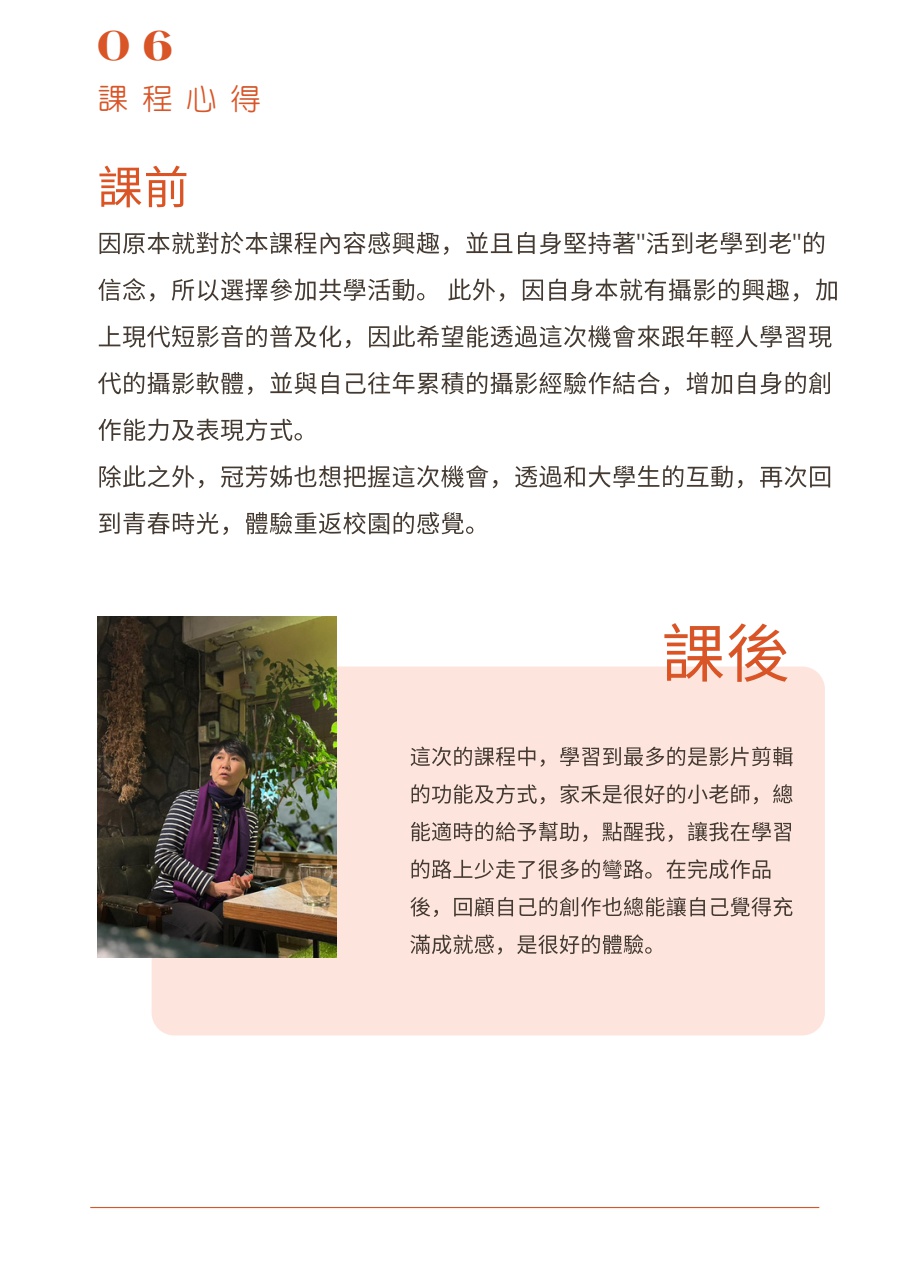 06
課程心得
課前
因原本就對於本課程內容感興趣，並且自身堅持著"活到老學到老"的
信念，所以選擇參加共學活動。 此外，因自身本就有攝影的興趣，加
上現代短影音的普及化，因此希望能透過這次機會來跟年輕人學習現
代的攝影軟體，並與自己往年累積的攝影經驗作結合，增加自身的創
作能力及表現方式。
除此之外，冠芳姊也想把握這次機會，透過和大學生的互動，再次回
到青春時光，體驗重返校園的感覺。
課後
這次的課程中，學習到最多的是影片剪輯
的功能及方式，家禾是很好的小老師，總
能適時的給予幫助，點醒我，讓我在學習
的路上少走了很多的彎路。在完成作品
後，回顧自己的創作也總能讓自己覺得充
滿成就感，是很好的體驗。